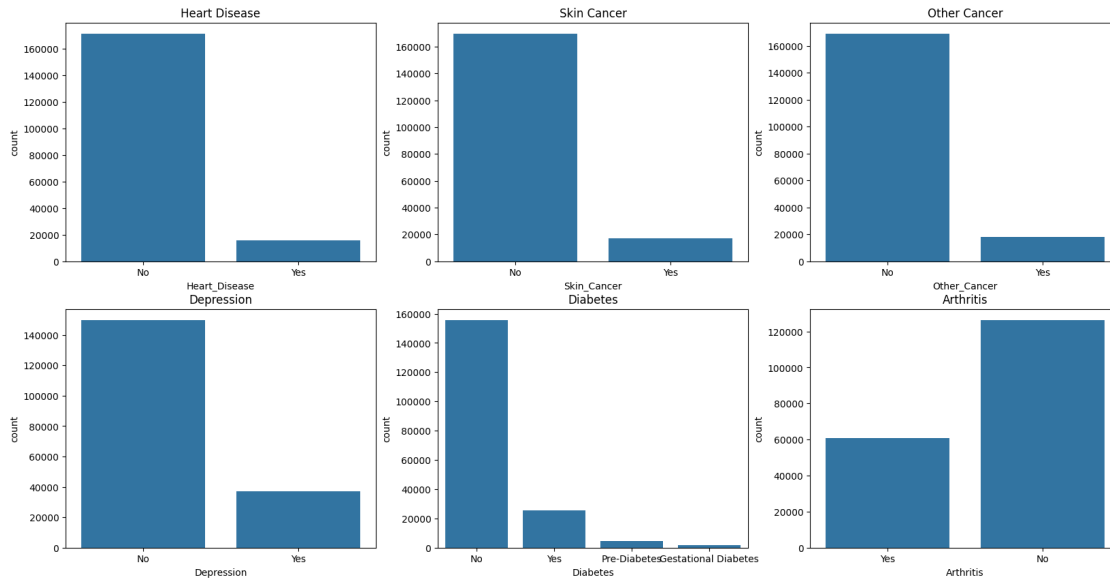 Heart Disease
160000
140000
120000
100000
80000
60000
40000
20000
0
count
No Yes
Heart_Disease
Skin Cancer
160000
140000
120000
100000
80000
60000
40000
20000
0
count
No Yes
Skin_Cancer
Other Cancer
160000
140000
120000
100000
80000
60000
40000
20000
0
count
No Yes
Other_Cancer
Depression
140000
120000
100000
80000
60000
40000
20000
0
count
No Yes
Depression
Diabetes
160000
140000
120000
100000
80000
60000
40000
20000
0
count
No Yes Pre-Diabetes Gestational Diabetes
Diabetes
Arthritis
120000
100000
80000
60000
40000
20000
0
count
Yes No
Arthritis